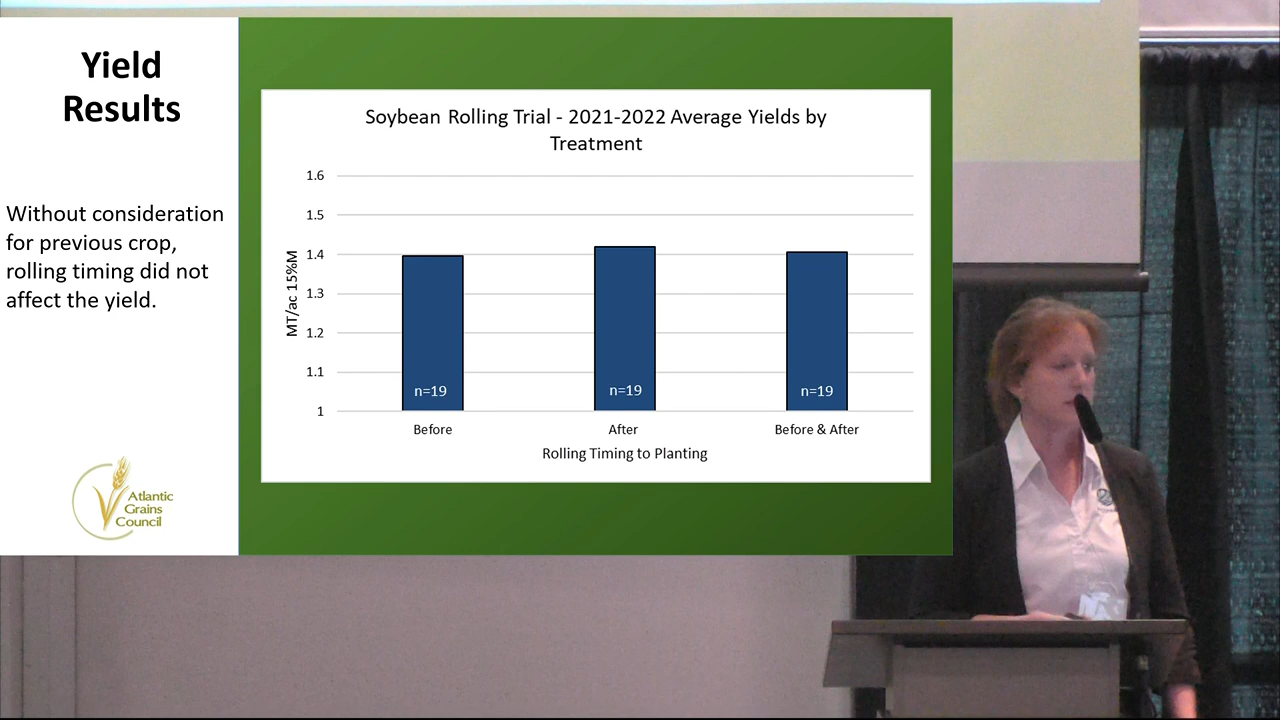 Yield
Results
Without consideration
for previous crop,
rolling timing did not
affect the yield.
Atlantic
Grains
Council
Soybean Rolling Trial - 2021-2022 Average Yields by
Treatment
MT/ac 15%M
1.6
1.5
1.4
1.3
1.2
1.1
1
n=19
n=19
n=19
Before
After
Before & After
Rolling Timing to Planting